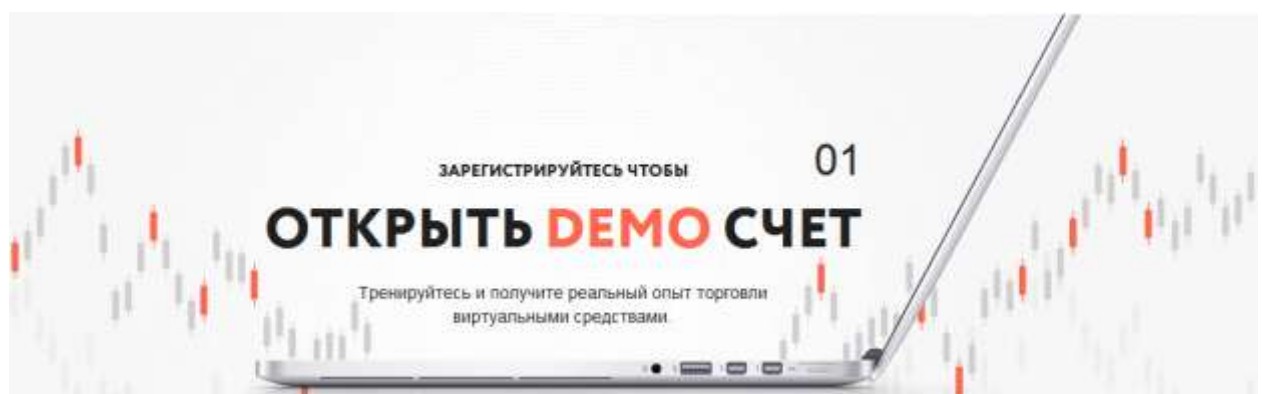 01
ЗАРЕГИСТРИРУЙТЕСЬ ЧТОБЫ
ОТКРЫТЬ DEMO СЧЕТ
Тренируйтесь и получите реальный опыт торговли
виртуальными средствами